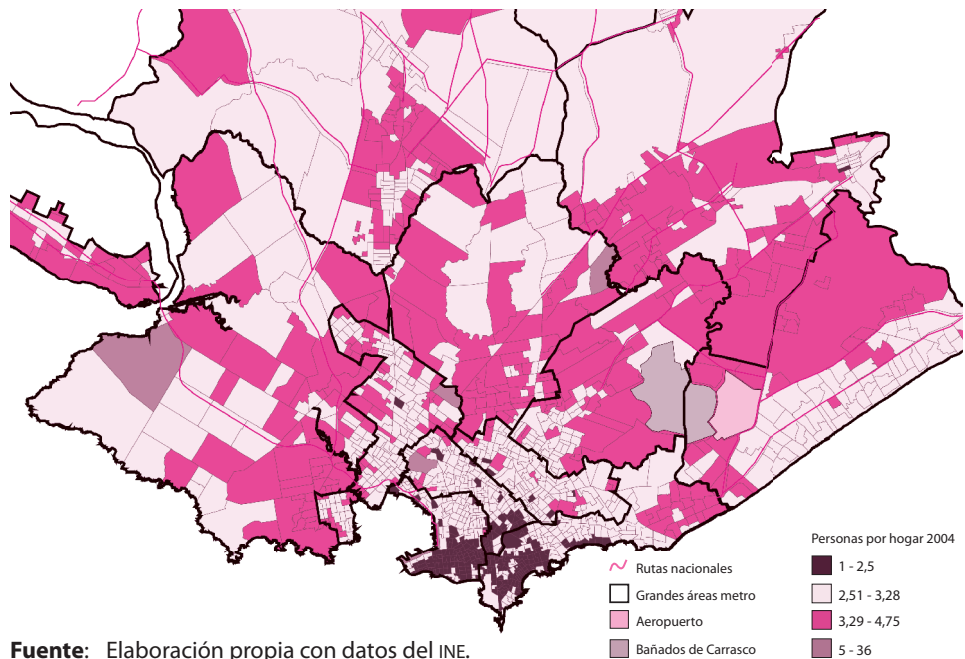 Personas por hogar 2004
Rutas nacionales
Grandes áreas metro
Aeropuerto
Bañados de Carrasco
1 - 2,5
2,51 - 3,28
3,29 - 4,75
5 - 36
Fuente: Elaboración propia con datos del INE.